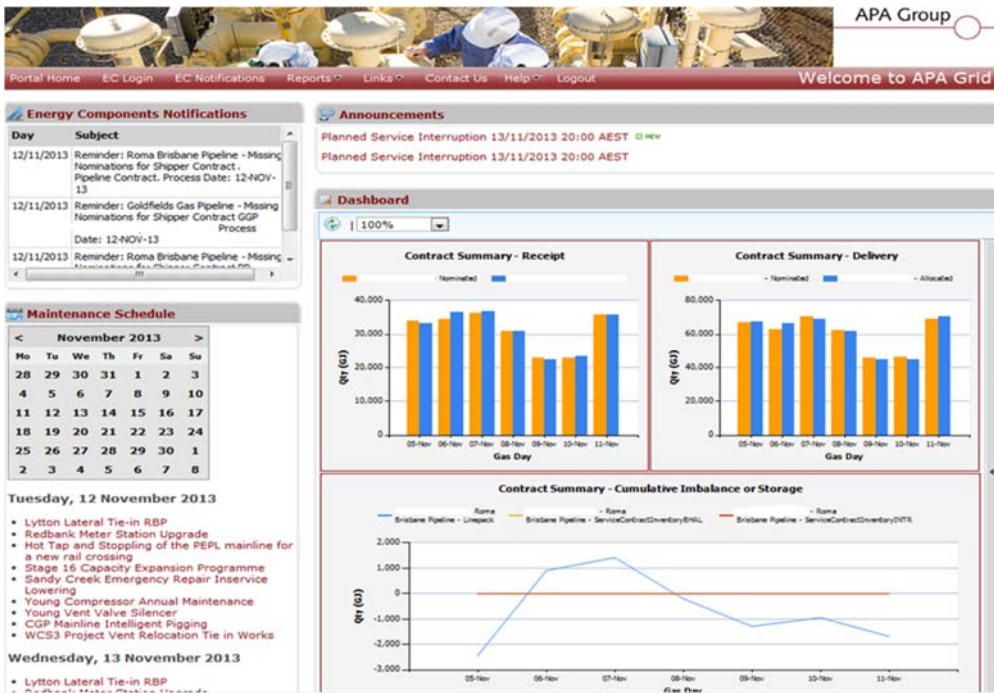 APA Group
Portal Home EC Login EC Notifications Reports Links Contact Us Help Logout Welcome to APA Grid
Energy Components Notifications
Day Subject
12/11/2013 Reminder: Roma Brisbane Pipeline - Missing
Nominations for Shipper Contract .
Pipeline Contract. Process Date: 12-NOV-
13
12/11/2013 Reminder: Goldfields Gas Pipeline - Missing
Nominations for Shipper Contract GGP
Process
Date: 12-NOV-13
12/11/2013 Reminder: Roma Brisbane Pipeline - Missing
Announcements
Planned Service Interruption 13/11/2013 20:00 AEST NEW
Planned Service Interruption 13/11/2013 20:00 AEST
Dashboard
100%
Contract Summary - Receipt
- Nominated
40.000
30.000
20.000
10.000
0
Qty (GJ)
05-Nov 06-Nov 07-Nov 08-Nov 09-Nov 10-Nov 11-Nov
Gas Day
Contract Summary - Delivery
- Nominated - Allocated
80.000
60.000
40.000
20.000
0
Qty (GJ)
05-Nov 06-Nov 07-Nov 08-Nov 09-Nov 10-Nov 11-Nov
Gas Day
Maintenance Schedule
< November 2013 >
Mo Tu We Th Fr Sa Su
28 29 30 31 1 2 3
4 5 6 7 8 9 10
11 12 13 14 15 16 17
18 19 20 21 22 23 24
25 26 27 28 29 30 1
2 3 4 5 6 7 8
Tuesday, 12 November 2013
Lytton Lateral Tie-in RBP
Redbank Meter Station Upgrade
Hot Tap and Stoppling of the PEPL mainline for
a new rail crossing
Stage 16 Capacity Expansion Programme
Sandy Creek Emergency Repair Inservice
Lowering
Young Compressor Annual Maintenance
Young Vent Valve Silencer
CGP Mainline Intelligent Pigging
WCS3 Project Vent Relocation Tie in Works
Wednesday, 13 November 2013
Lytton Lateral Tie-in RBP
Redbank Meter Station Upgrade
Contract Summary - Cumulative Imbalance or Storage
Roma
Brisbane Pipeline - Linepack
- Roma
Brisbane Pipeline - ServiceContractInventoryBHAL
- Roma
Brisbane Pipeline - ServiceContractInventoryINTR
2.000
1.000
0
-1.000
-2.000
-3.000
Qty (GJ)
05-Nov 06-Nov 07-Nov 08-Nov 09-Nov 10-Nov 11-Nov
Gas Day